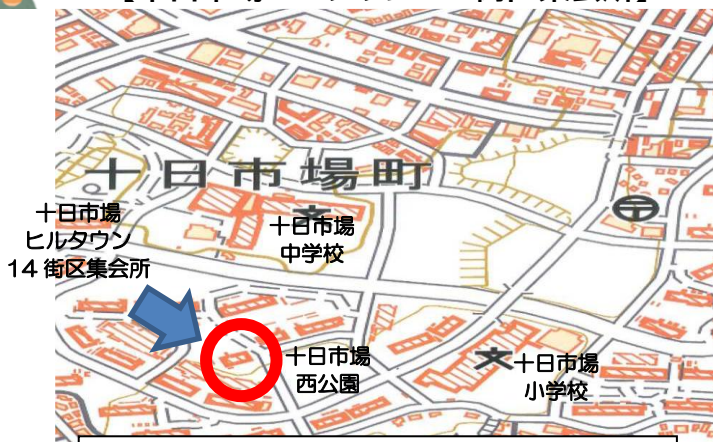 十日市場町
十日市場
ヒルタウン
14 街区集会所
十日市場
中学校
十日市場
西公園
十日市場
小学校